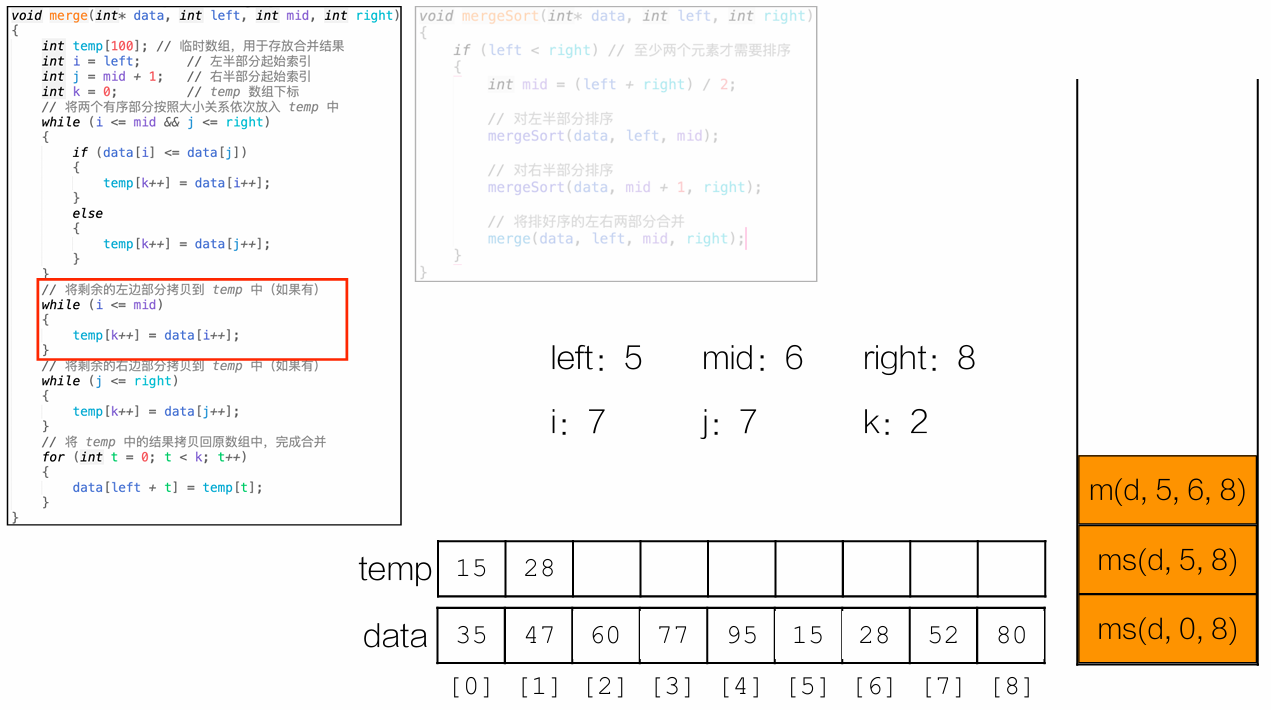 void merge(int* data, int left, int mid, int right)
{
int temp[100]; // 临时数组，用于存放合并结果
int i = left; // 左半部分起始索引
int j = mid + 1; // 右半部分起始索引
int k = 0; // temp 数组下标
// 将两个有序部分按照大小关系依次放入 temp 中
while (i <= mid && j <= right)
{
if (data[i] <= data[j])
{
temp[k++] = data[i++];
}
else
{
temp[k++] = data[j++];
}
}
// 将剩余的左边部分拷贝到 temp 中（如果有）
while (i <= mid)
{
temp[k++] = data[i++];
}
// 将剩余的右边部分拷贝到 temp 中（如果有）
while (j <= right)
{
temp[k++] = data[j++];
}
// 将 temp 中的结果拷贝回原数组中，完成合并
for (int t = 0; t < k; t++)
{
data[left + t] = temp[t];
}
}
void mergeSort(int* data, int left, int right)
{
if (left < right) // 至少两个元素才需要排序
{
int mid = (left + right) / 2;
// 对左半部分排序
mergeSort(data, left, mid);
// 对右半部分排序
mergeSort(data, mid + 1, right);
// 将排好序的左右两部分合并
merge(data, left, mid, right);
}
}
left: 5 mid: 6 right: 8
i: 7 j: 7 k: 2
m(d, 5, 6, 8)
ms(d, 5, 8)
ms(d, 0, 8)
temp 15 28
data 35 47 60 77 95 15 28 52 80
[0] [1] [2] [3] [4] [5] [6] [7] [8]